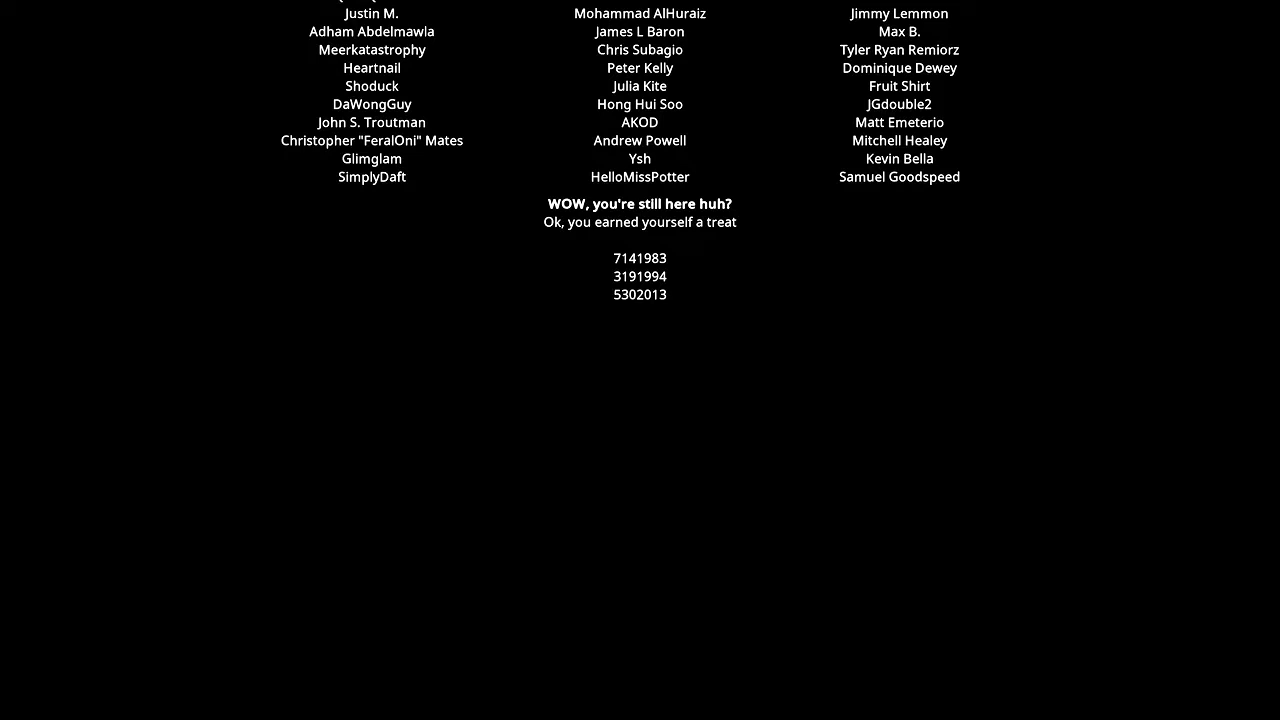 Justin M.
Mohammad AlHuraiz
Jimmy Lemmon
Adham Abdelmawla
James L Baron
Max B.
Meerkatastrophy
Chris Subagio
Tyler Ryan Remiorz
Heartnail
Peter Kelly
Dominique Dewey
Shoduck
Julia Kite
Fruit Shirt
DaWongGuy
Hong Hui Soo
JGdouble2
John S. Troutman
AKOD
Matt Emeterio
Christopher "FeralOni" Mates
Andrew Powell
Mitchell Healey
Glimglam
Ysh
Kevin Bella
SimplyDaft
HelloMissPotter
Samuel Goodspeed
WOW, you're still here huh?
Ok, you earned yourself a treat
7141983
3191994
5302013